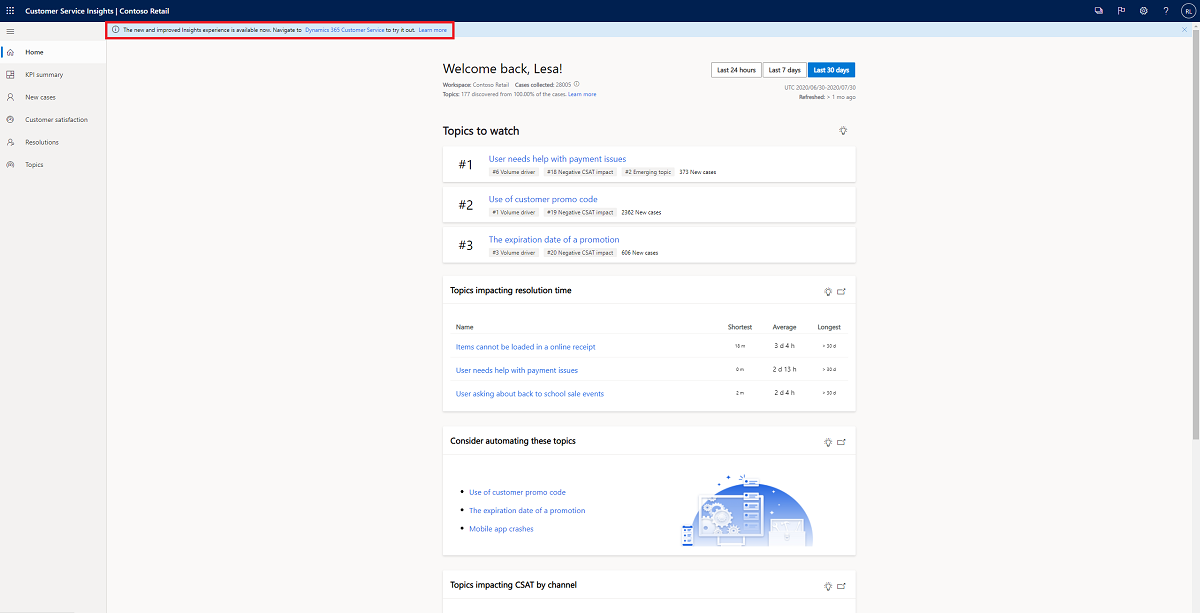 Customer Service Insights | Contoso Retail
RL
The new and improved Insights experience is available now. Navigate to Dynamics 365 Customer Service to try it out. Learn more
Home
KPI summary
New cases
Customer satisfaction
Resolutions
Topics
Welcome back, Lesa!
Last 24 hours Last 7 days Last 30 days
Workspace: Contoso Retail Cases collected: 28005
UTC 2020/06/30-2020/07/30
Topics: 177 discovered from 100.00% of the cases. Learn more
Refreshed: > 1 mo ago
Topics to watch
#1 User needs help with payment issues
#6 Volume driver #18 Negative CSAT impact #2 Emerging topic 373 New cases
#2 Use of customer promo code
#1 Volume driver #19 Negative CSAT impact 2362 New cases
#3 The expiration date of a promotion
#3 Volume driver #20 Negative CSAT impact 606 New cases
Topics impacting resolution time
Name Shortest Average Longest
Items cannot be loaded in a online receipt 18 m 3 d 4 h > 30 d
User needs help with payment issues 0 m 2 d 13 h > 30 d
User asking about back to school sale events 2 m 2 d 4 h > 30 d
Consider automating these topics
Use of customer promo code
The expiration date of a promotion
Mobile app crashes
Topics impacting CSAT by channel